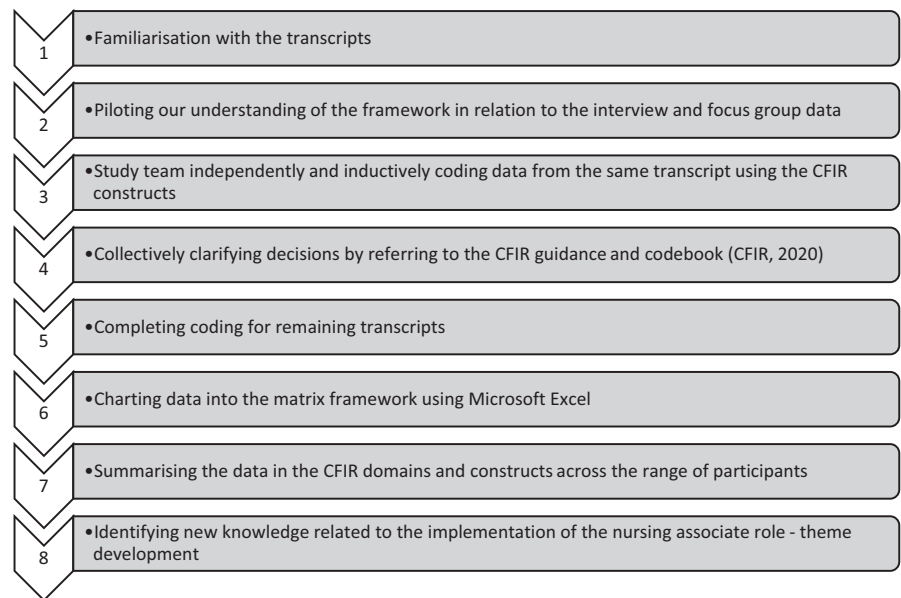 1
•Familiarisation with the transcripts
2
•Piloting our understanding of the framework in relation to the interview and focus group data
3
•Study team independently and inductively coding data from the same transcript using the CFIR
constructs
4
•Collectively clarifying decisions by referring to the CFIR guidance and codebook (CFIR, 2020)
5
•Completing coding for remaining transcripts
6
•Charting data into the matrix framework using Microsoft Excel
7
•Summarising the data in the CFIR domains and constructs across the range of participants
8
•Identifying new knowledge related to the implementation of the nursing associate role - theme
development